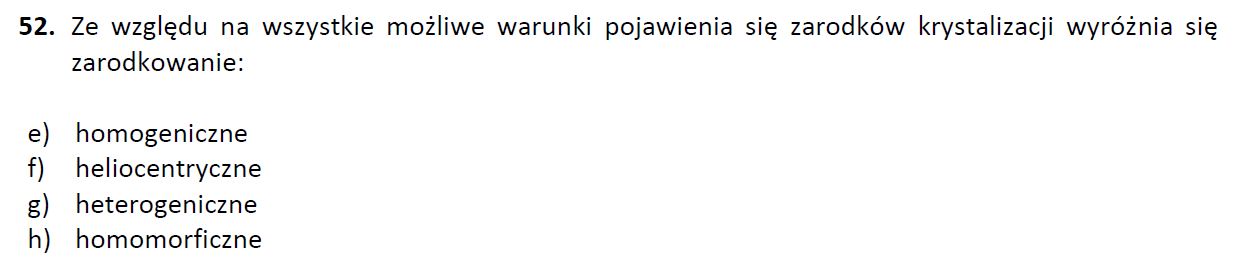 52. Ze względu na wszystkie możliwe warunki pojawienia się zarodków krystalizacji wyróżnia się
zarodkowanie:
e) homogeniczne
f) heliocentryczne
g) heterogeniczne
h) homomorficzne